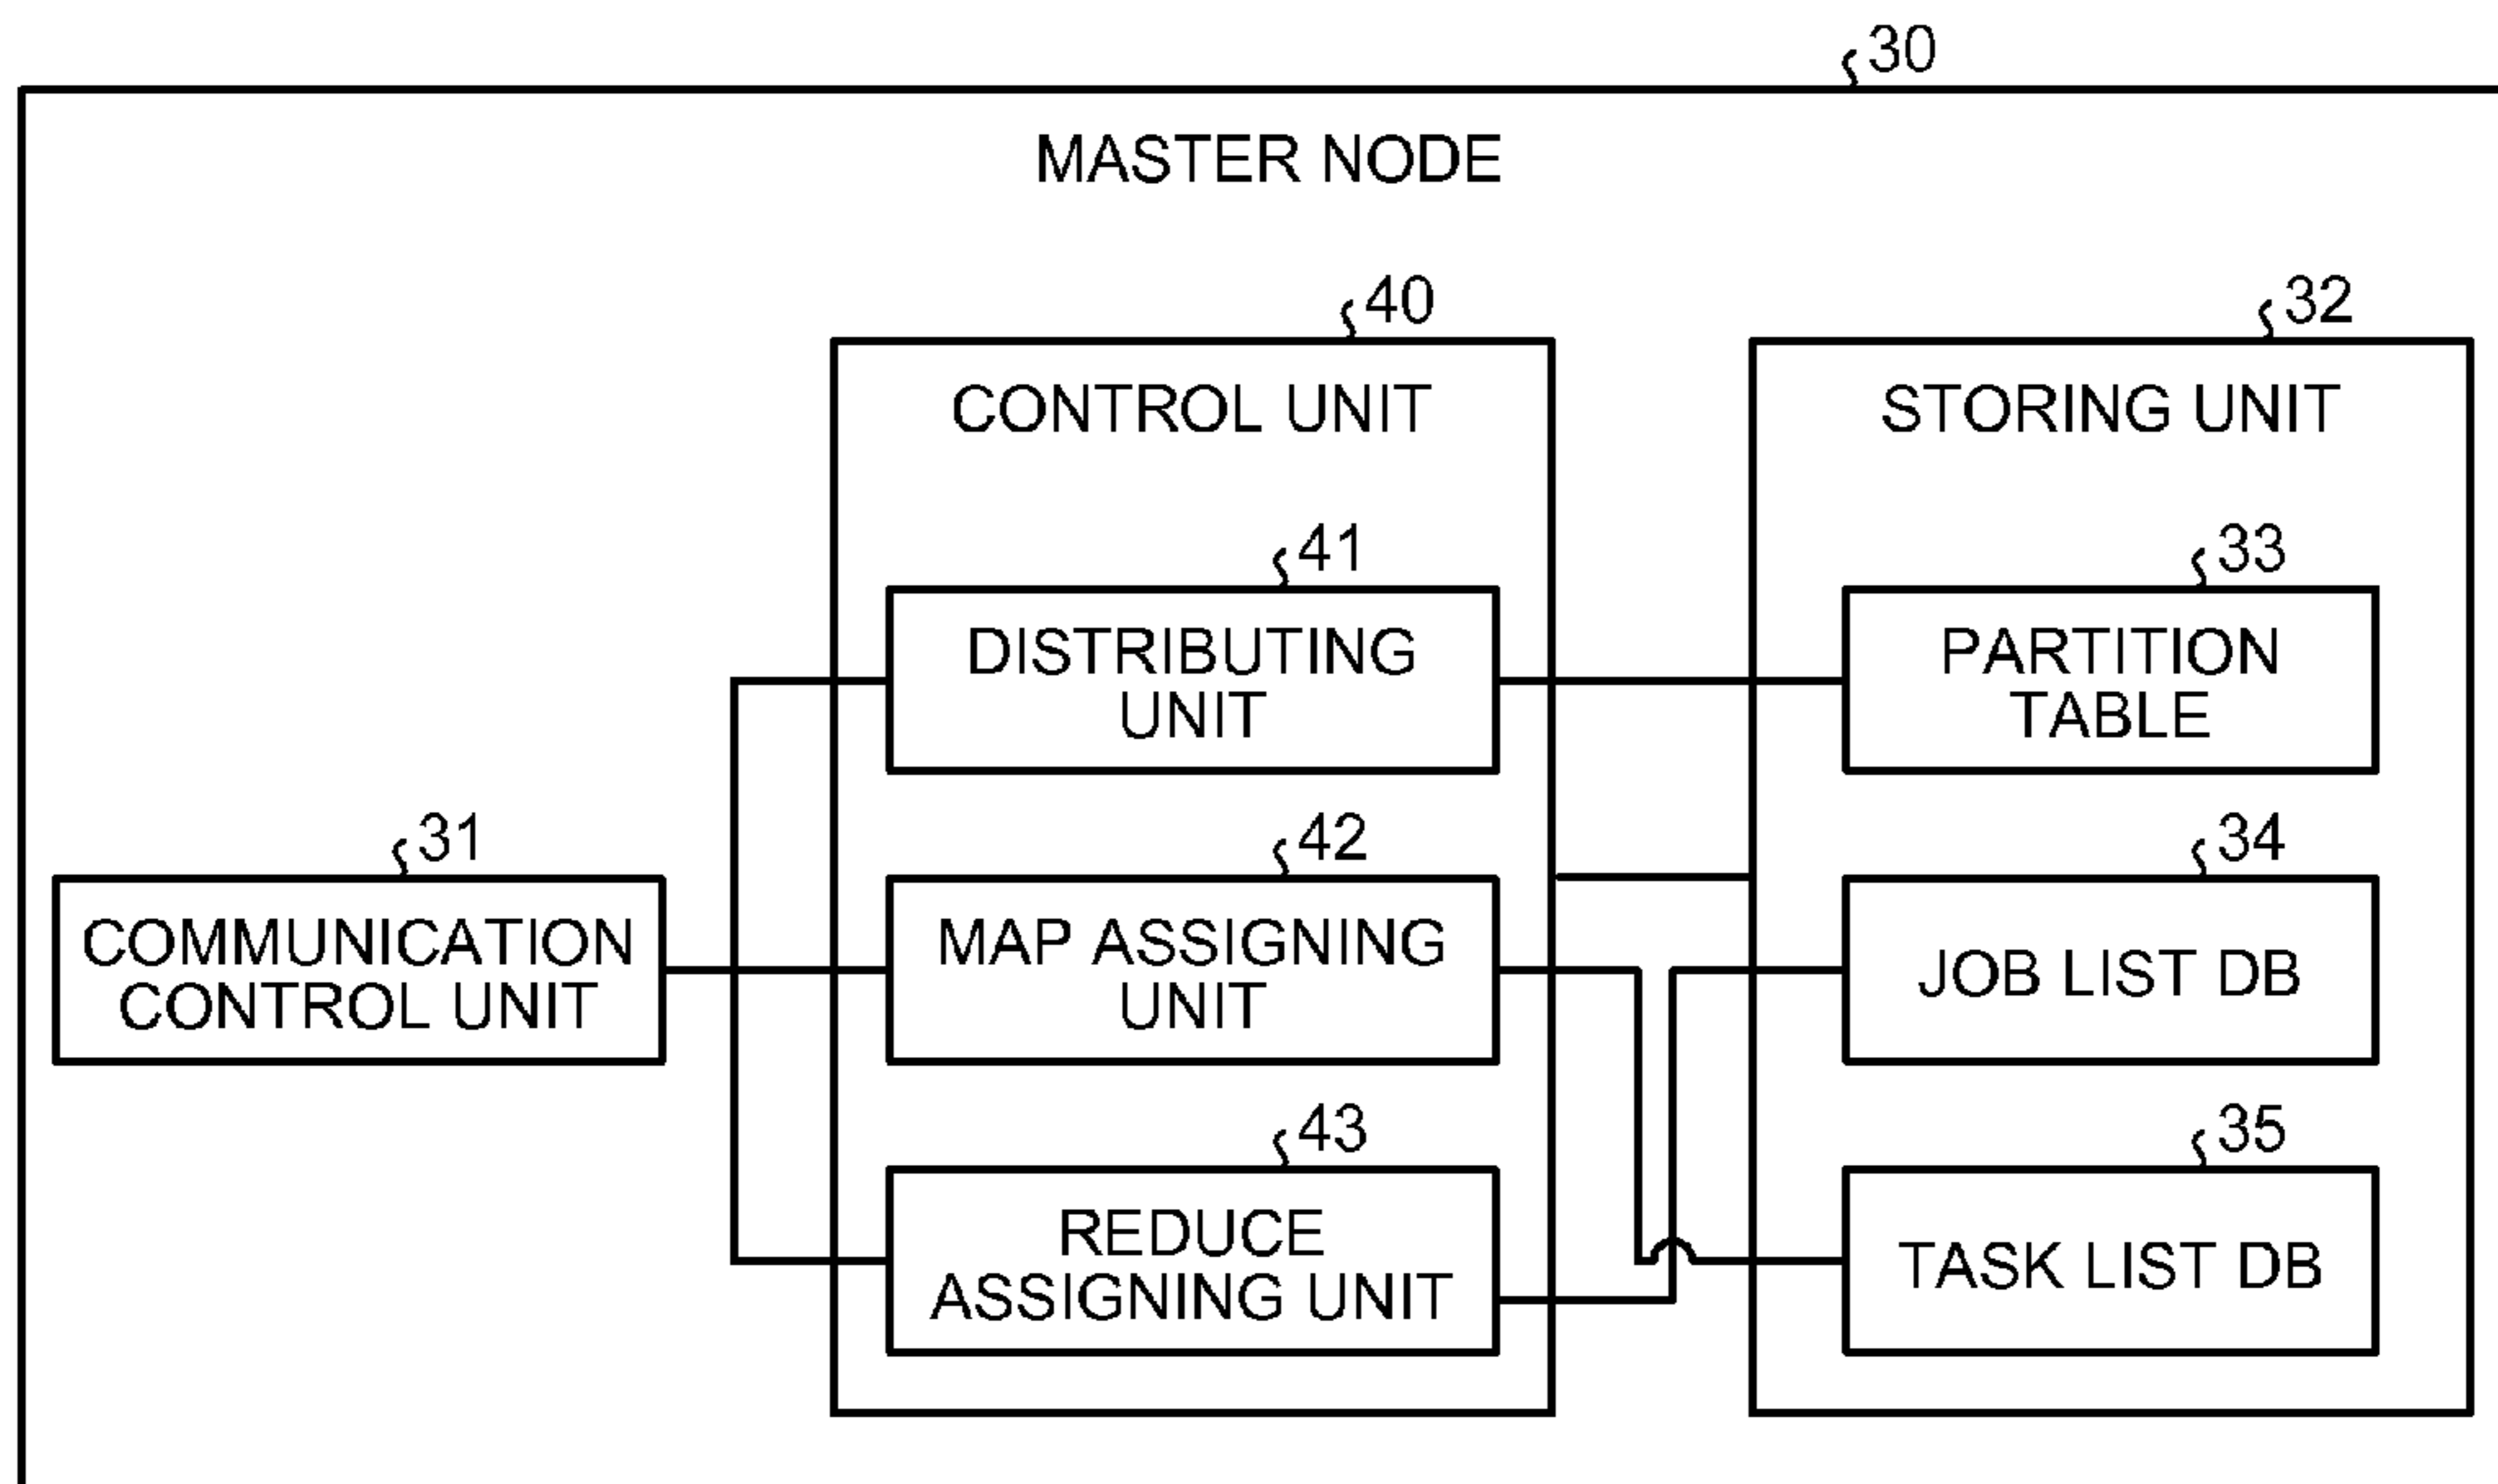 30
MASTER NODE
40
CONTROL UNIT
32
STORING UNIT
41
DISTRIBUTING
UNIT
33
PARTITION
TABLE
31
COMMUNICATION
CONTROL UNIT
42
MAP ASSIGNING
UNIT
34
JOB LIST DB
43
REDUCE
ASSIGNING UNIT
35
TASK LIST DB